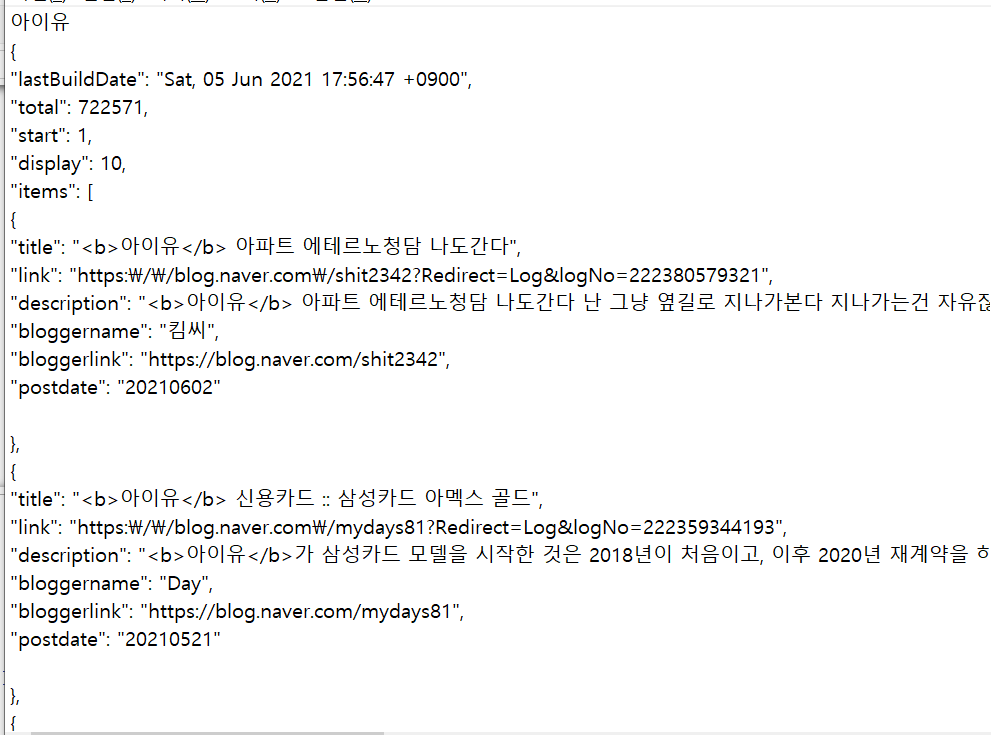 아이유
{
"lastBuildDate": "Sat, 05 Jun 2021 17:56:47 +0900",
"total": 722571,
"start": 1,
"display": 10,
"items": [
{
"title": "<b>아이유</b> 아파트 에테르노청담 나도간다",
"link": "https:₩/₩/blog.naver.com₩/shit2342?Redirect=Log&logNo=222380579321",
"description": "<b>아이유</b> 아파트 에테르노청담 나도간다 난 그냥 옆길로 지나가본다 지나가는건 자유잖
"bloggername": "킴씨",
"bloggerlink": "https://blog.naver.com/shit2342",
"postdate": "20210602"
},
{
"title": "<b>아이유</b> 신용카드 :: 삼성카드 아멕스 골드",
"link": "https:₩/₩/blog.naver.com₩/mydays81?Redirect=Log&logNo=222359344193",
"description": "<b>아이유</b>가 삼성카드 모델을 시작한 것은 2018년이 처음이고, 이후 2020년 재계약을 하
"bloggername": "Day",
"bloggerlink": "https://blog.naver.com/mydays81",
"postdate": "20210521"
},
{